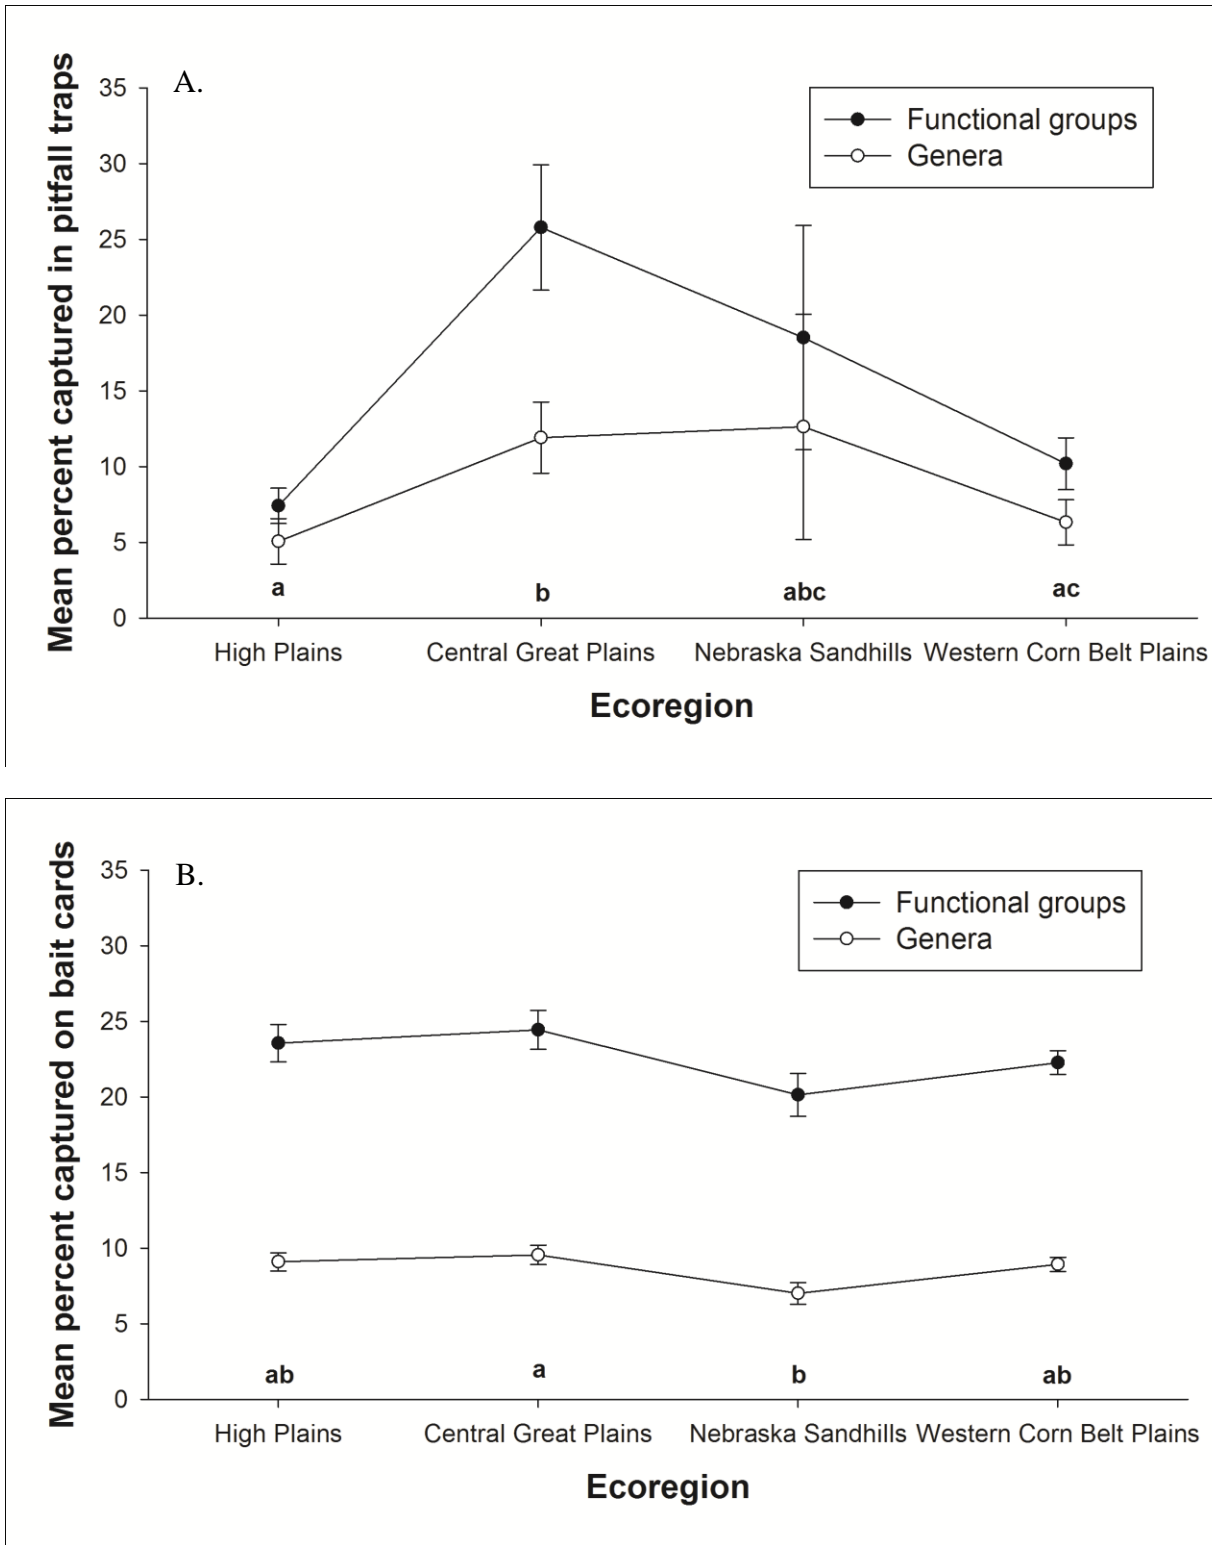 A.
Mean percent captured in pitfall traps
35
30
25
20
15
10
5
0
Functional groups
Genera
a
b
abc
ac
High Plains
Central Great Plains
Nebraska Sandhills
Western Corn Belt Plains
Ecoregion
B.
Mean percent captured on bait cards
35
30
25
20
15
10
5
0
Functional groups
Genera
ab
a
b
ab
High Plains
Central Great Plains
Nebraska Sandhills
Western Corn Belt Plains
Ecoregion